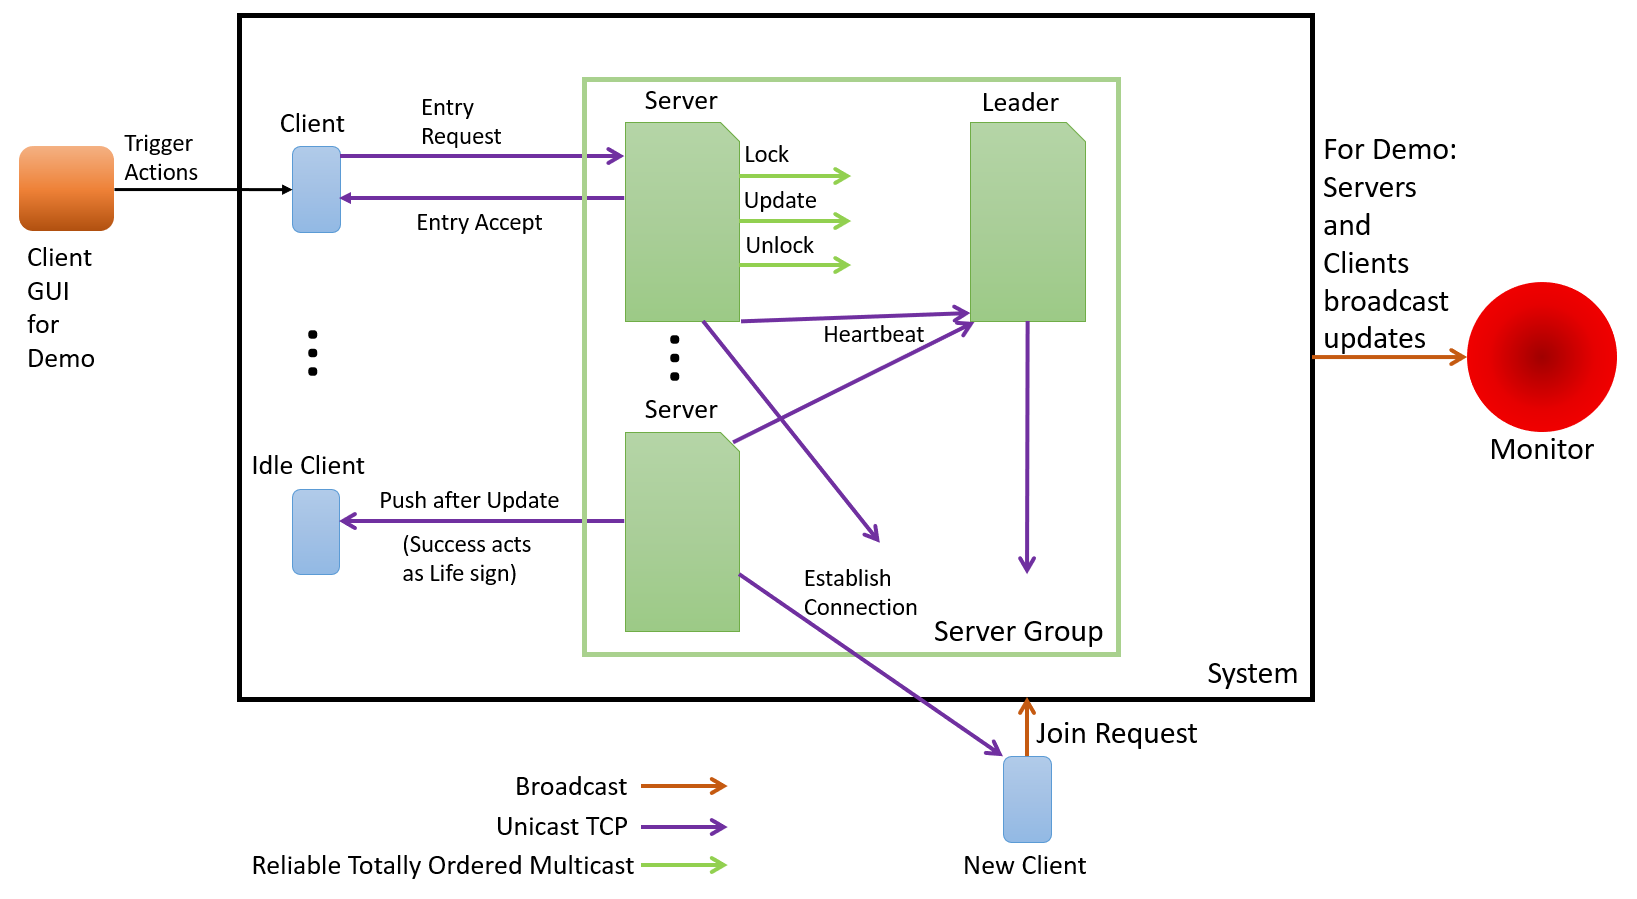 Client
GUI
for
Demo
Trigger
Actions
Client
Entry
Request
Entry Accept
Server
Lock
Update
Unlock
Leader
Heartbeat
Server
Idle Client
Push after Update
(Success acts
as Life sign)
Establish
Connection
Server Group
System
For Demo:
Servers
and
Clients
broadcast
updates
Monitor
Join Request
New Client
Broadcast
Unicast TCP
Reliable Totally Ordered Multicast